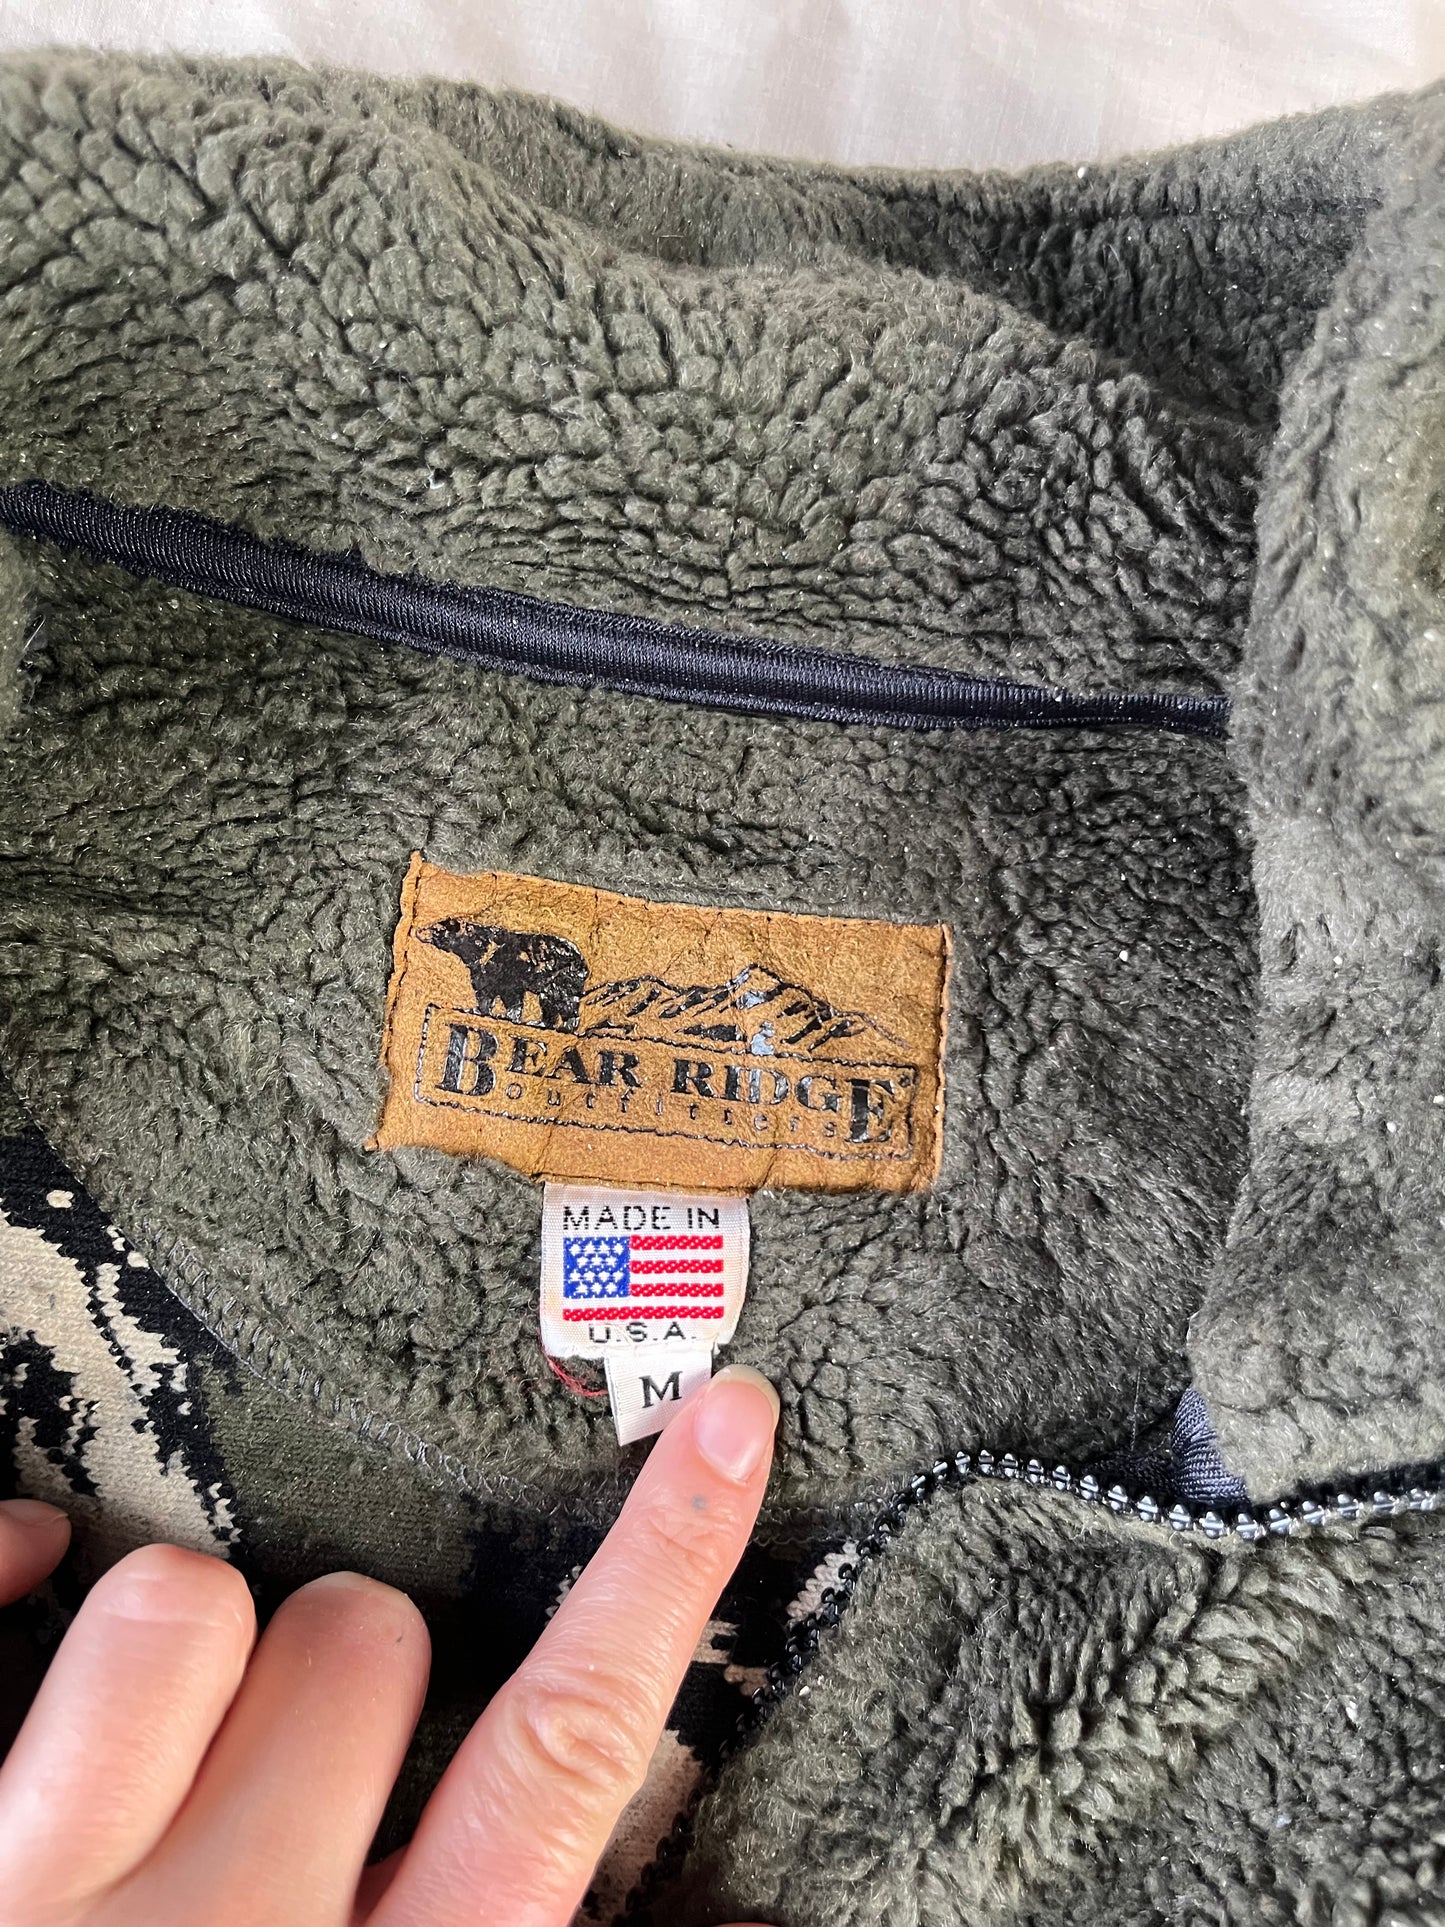 BEAR RIDGE®
outfitters
MADE IN
U.S.A.
M